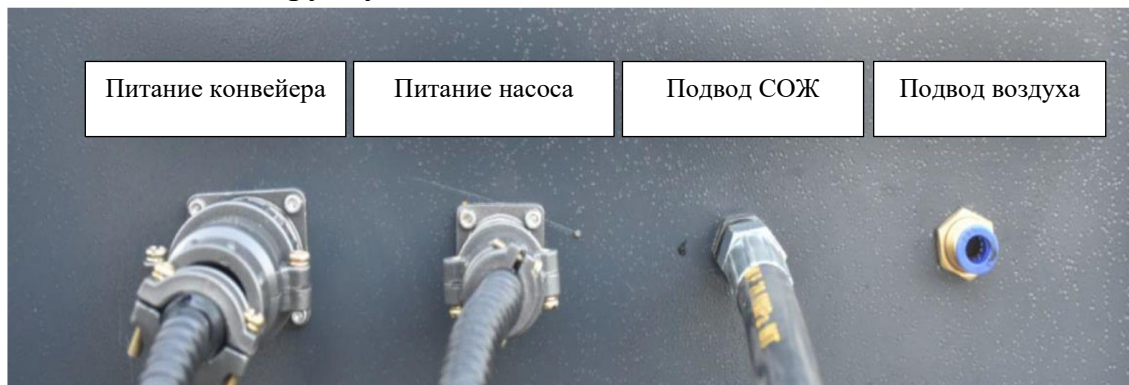 Питание конвейера
Питание насоса
Подвод СОЖ
Подвод воздуха